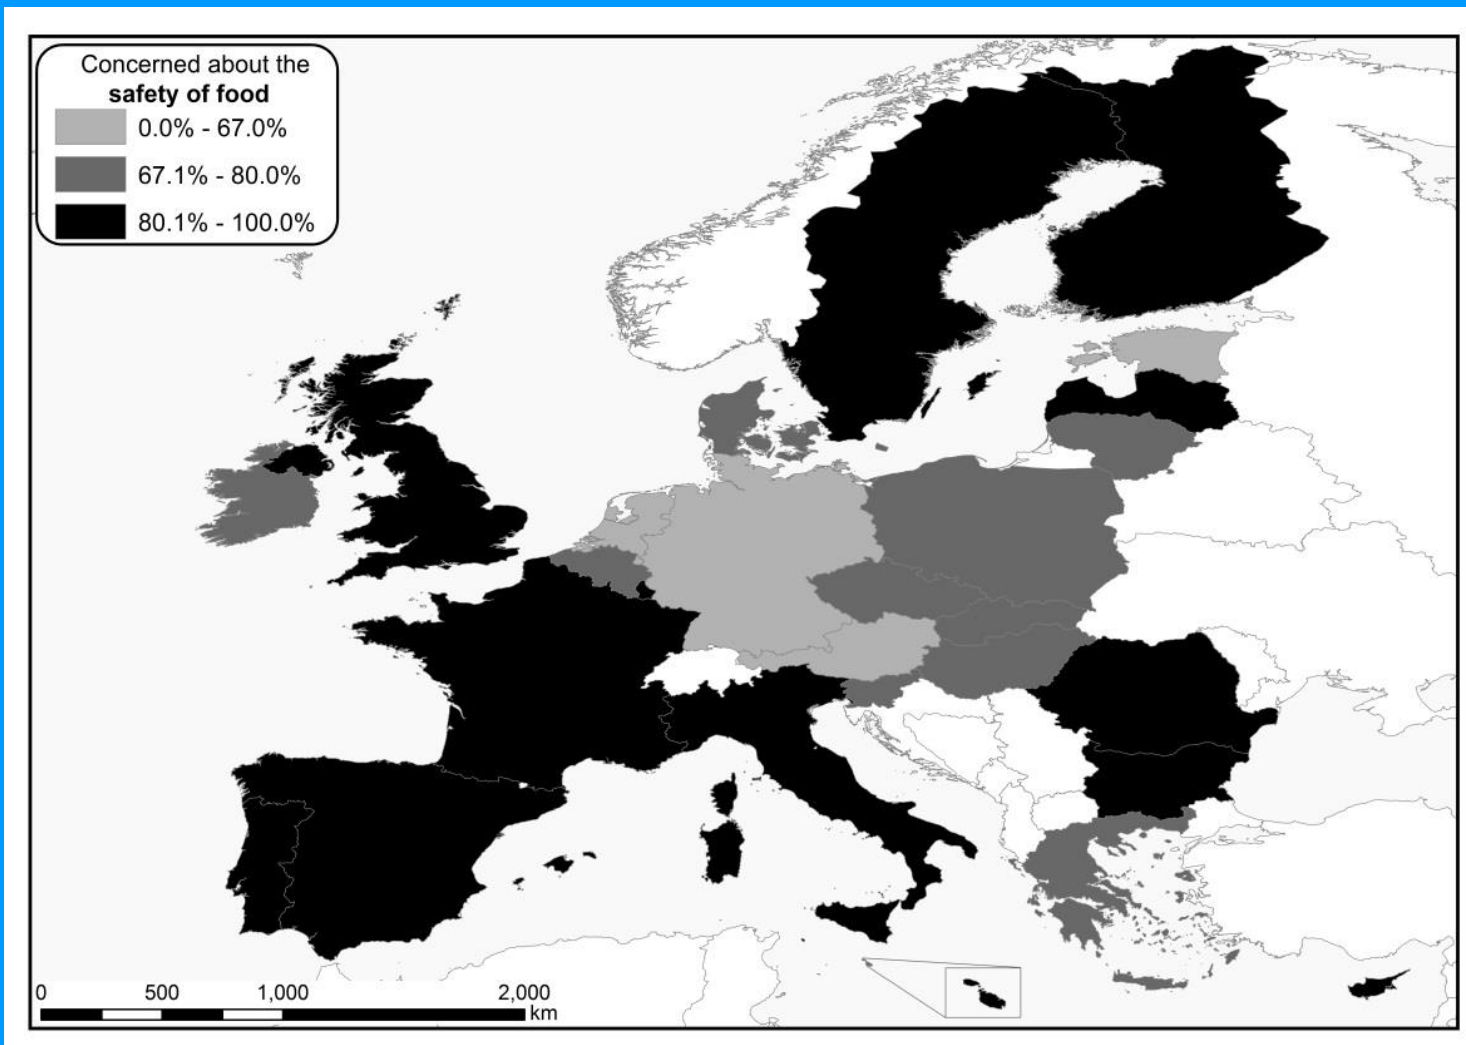 Concerned about the
safety of food
0.0% - 67.0%
67.1% - 80.0%
80.1% - 100.0%
0 500 1,000 2,000
km